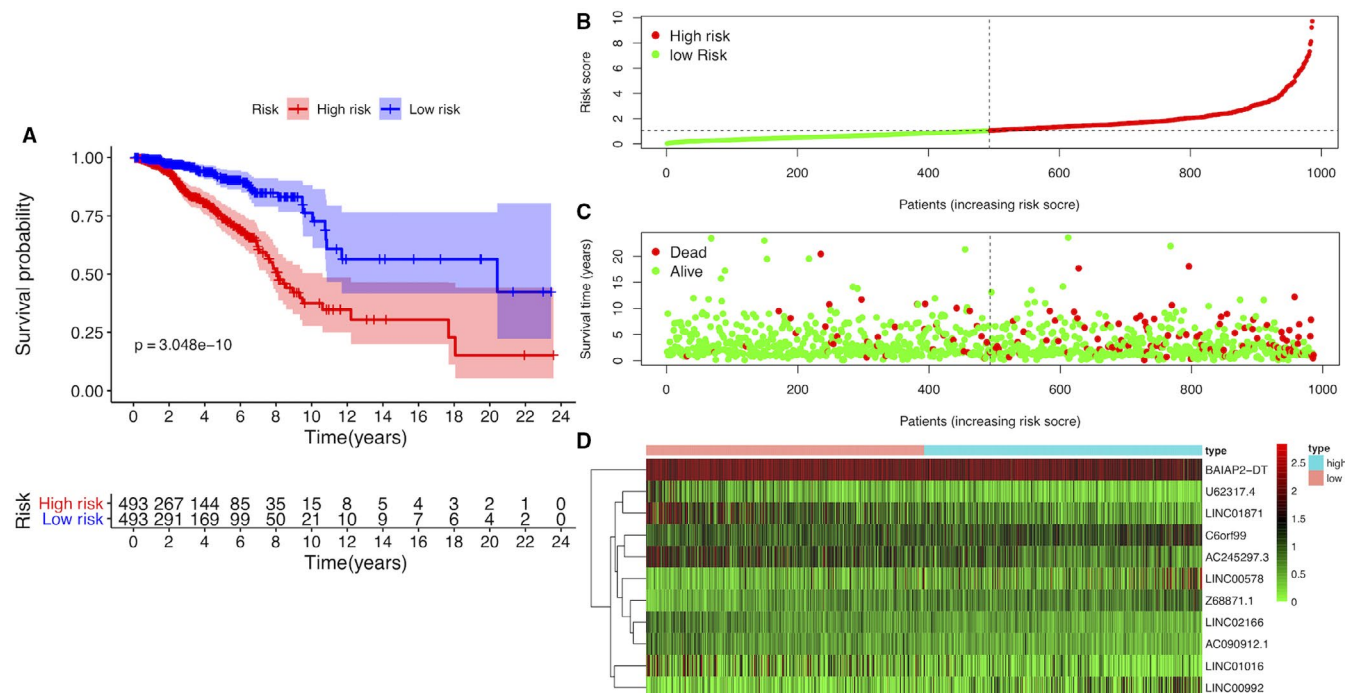 A
Risk High risk Low risk
1.00
0.75
0.50
0.25
0.00
Survival probability
p = 3.048e−10
0 2 4 6 8 10 12 14 16 18 20 22 24
Time(years)
Risk
High risk 493 267 144 85 35 15 8 5 4 3 2 1 0
Low risk 493 291 169 99 50 21 10 9 7 6 4 2 0
0 2 4 6 8 10 12 14 16 18 20 22 24
Time(years)
B
High risk
low Risk
Risk score
10
8
6
4
2
0
0 200 400 600 800 1000
Patients (increasing risk socre)
C
Dead
Alive
Survival time (years)
20
15
10
5
0
0 200 400 600 800 1000
Patients (increasing risk socre)
D
type
BAIAP2-DT
U62317.4
LINC01871
C6orf99
AC245297.3
LINC00578
Z68871.1
LINC02166
AC090912.1
LINC01016
LINC00992
2.5
2
1.5
1
0.5
0
type
high
low